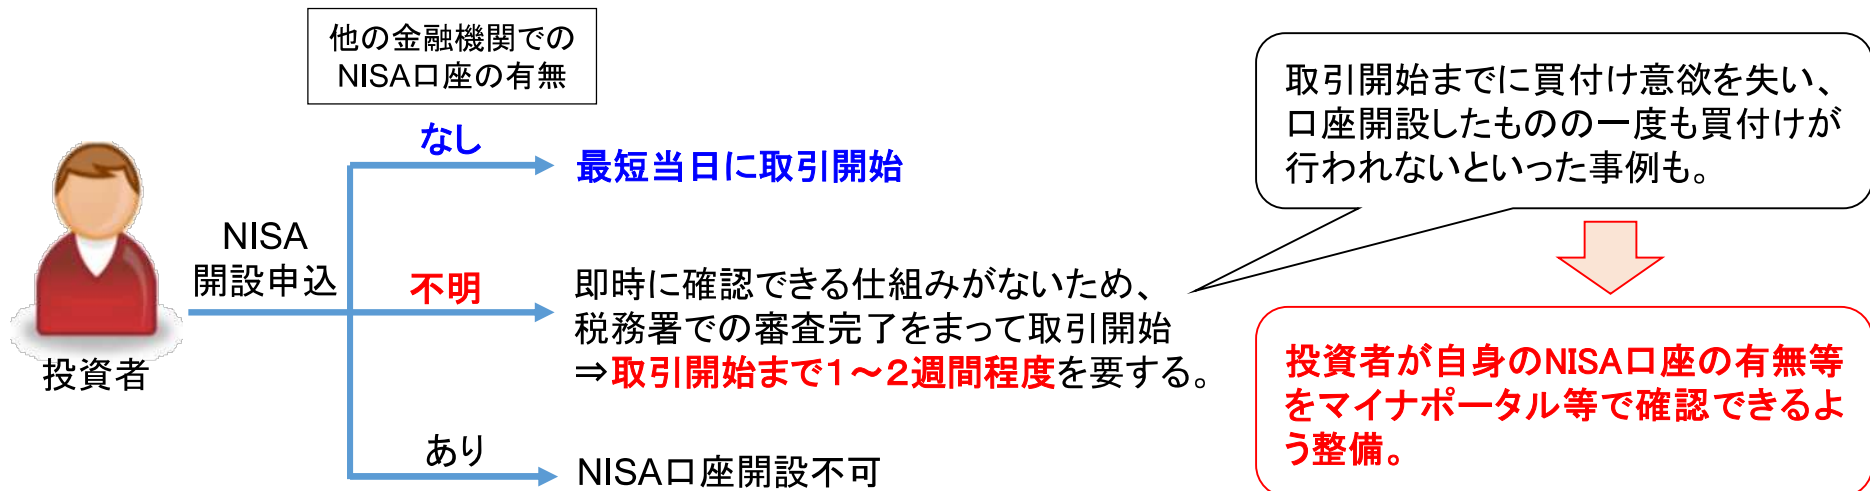 他の金融機関での
NISA口座の有無
なし
最短当日に取引開始
NISA
開設申込
投資者
不明
即時に確認できる仕組みがないため、
税務署での審査完了をまって取引開始
⇒取引開始まで1～2週間程度を要する。
あり
NISA口座開設不可
取引開始までに買付け意欲を失い、
口座開設したものの一度も買付けが
行われないといった事例も。
投資者が自身のNISA口座の有無等
をマイナポータル等で確認できるよ
う整備。